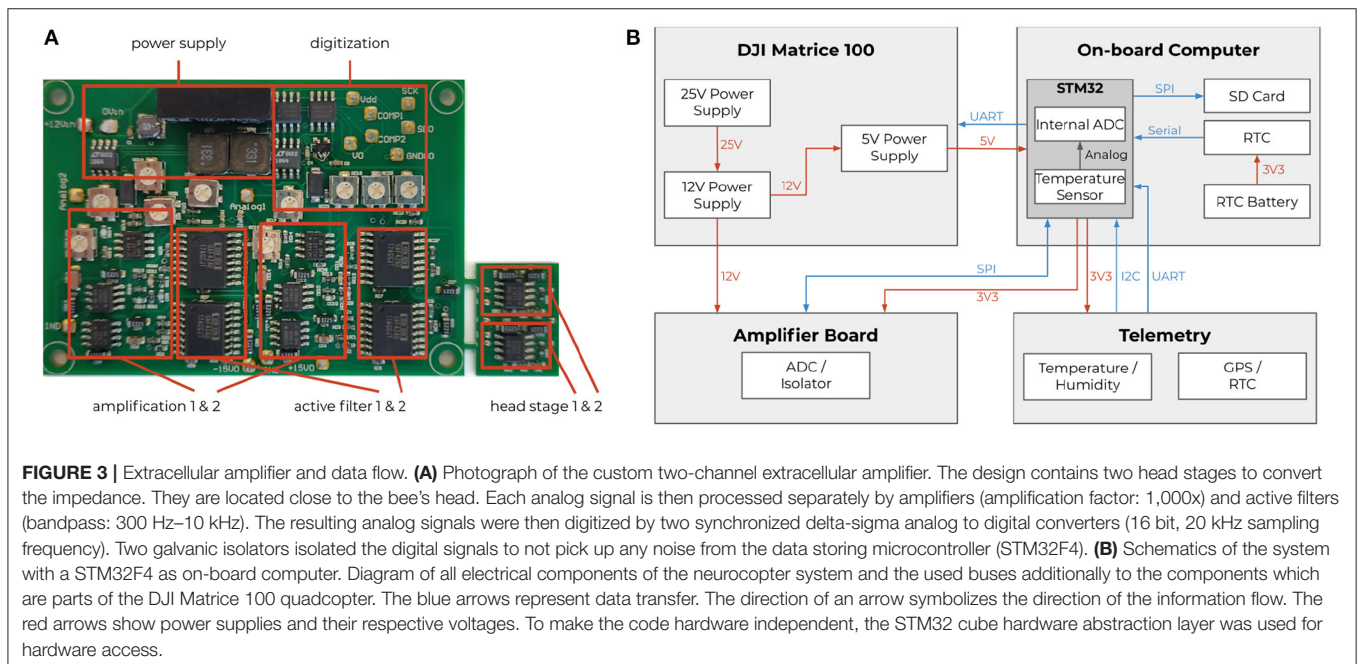 A
power supply
digitization
+12Vin
0Vin
Vdd
SCK
COMP1
COMP2
VO
Analog2
Analog1
-15VO
+15VO
amplification 1 & 2
active filter 1 & 2
head stage 1 & 2
B
DJI Matrice 100
25V Power
Supply
25V
12V Power
Supply
12V
5V Power
Supply
5V
UART
On-board Computer
STM32
Internal ADC
Analog
Temperature
Sensor
SPI
SD Card
Serial
RTC
3V3
RTC Battery
12V
SPI
3V3
3V3
I2C
UART
Amplifier Board
ADC /
Isolator
Telemetry
Temperature /
Humidity
GPS /
RTC
FIGURE 3 | Extracellular amplifier and data flow. (A) Photograph of the custom two-channel extracellular amplifier. The design contains two head stages to convert
the impedance. They are located close to the bee's head. Each analog signal is then processed separately by amplifiers (amplification factor: 1,000x) and active filters
(bandpass: 300 Hz–10 kHz). The resulting analog signals were then digitized by two synchronized delta-sigma analog to digital converters (16 bit, 20 kHz sampling
frequency). Two galvanic isolators isolated the digital signals to not pick up any noise from the data storing microcontroller (STM32F4). (B) Schematics of the system
with a STM32F4 as on-board computer. Diagram of all electrical components of the neurocopter system and the used buses additionally to the components which
are parts of the DJI Matrice 100 quadcopter. The blue arrows represent data transfer. The direction of an arrow symbolizes the direction of the information flow. The
red arrows show power supplies and their respective voltages. To make the code hardware independent, the STM32 cube hardware abstraction layer was used for
hardware access.